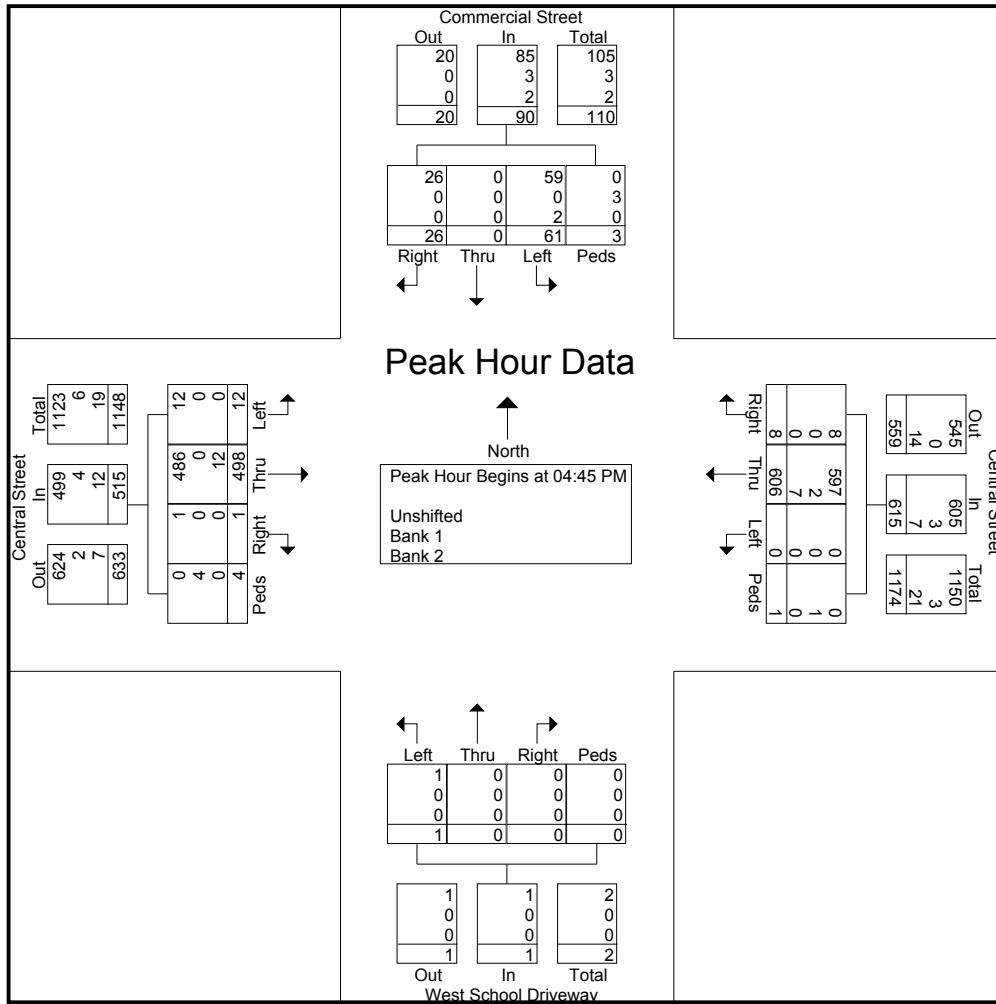 Commercial Street
Out In Total
20 85 105
0 3 3
0 2 2
20 90 110
26 0 59 0
0 0 0 3
0 0 2 0
26 0 61 3
Right Thru Left Peds
Peak Hour Data
North
Peak Hour Begins at 04:45 PM
Unshifted
Bank 1
Bank 2
Central Street
Total In Out
1123 499 624
6 4 2
19 12 7
1148 515 633
12 486 1 0
0 0 0 4
0 12 0 0
12 498 1 4
Left Thru Right Peds
Central Street
Out In Total
545 605 1150
0 3 3
14 7 21
559 615 1174
8 597 0 0
0 2 0 1
0 7 0 0
8 606 0 1
Right Thru Left Peds
Left Thru Right Peds
1 0 0 0
0 0 0 0
0 0 0 0
1 0 0 0
1 1 2
0 0 0
0 0 0
1 1 2
Out In Total
West School Driveway